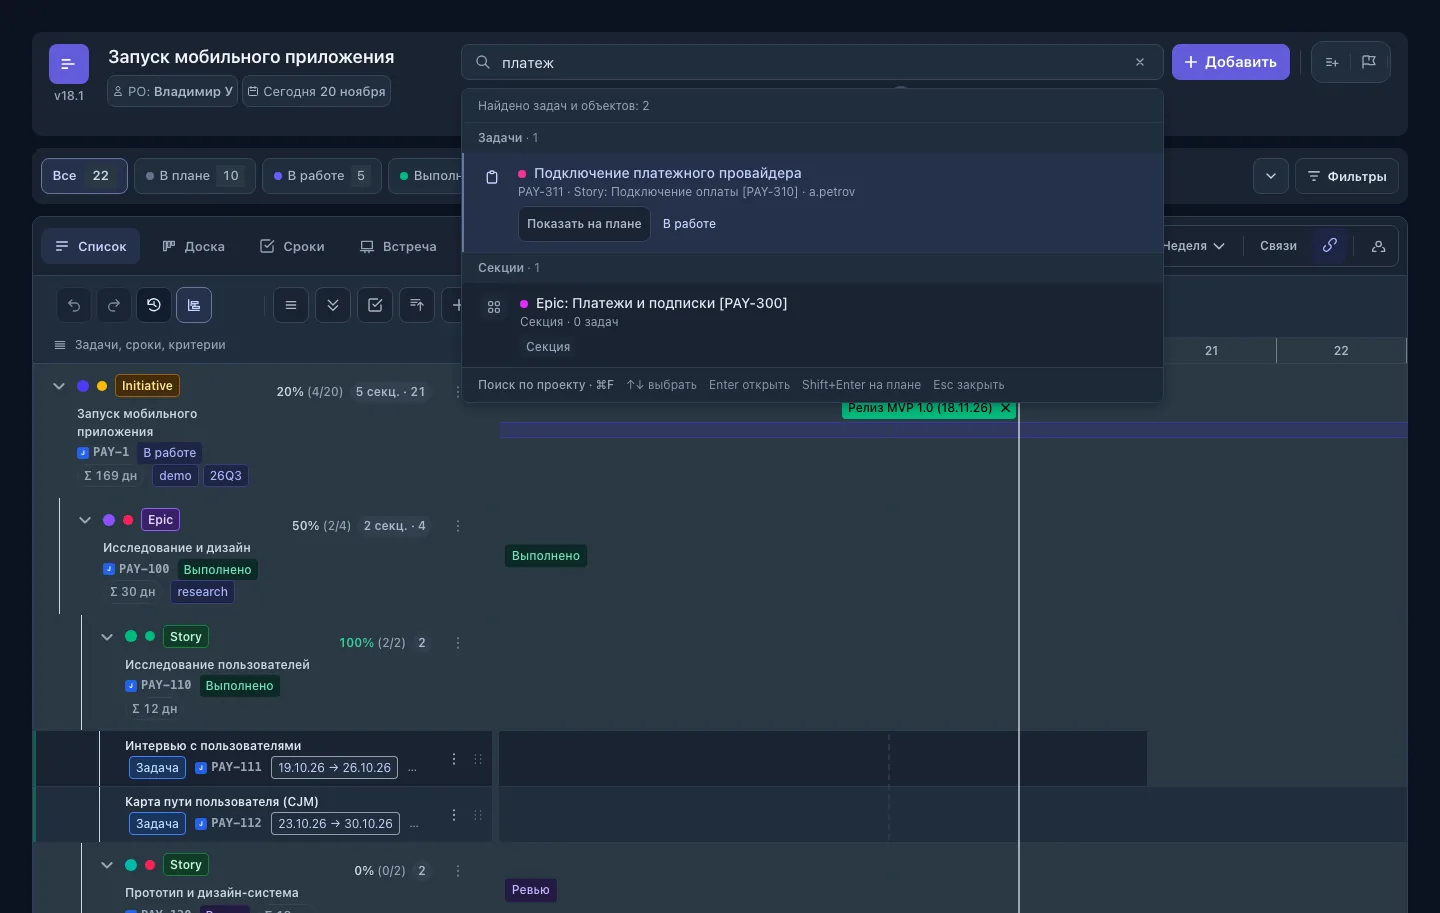 Запуск мобильного приложения
v18.1
PO: Владимир У
Сегодня 20 ноября
платеж
Добавить
Найдено задач и объектов: 2
Задачи · 1
Подключение платежного провайдера
PAY-311 · Story: Подключение оплаты [PAY-310] · a.petrov
Показать на плане
В работе
Секции · 1
Epic: Платежи и подписки [PAY-300]
Секция · 0 задач
Секция
Поиск по проекту · ⌘F ↑↓ выбрать Enter открыть Shift+Enter на плане Esc закрыть
Все 22
В плане 10
В работе 5
Выполн
Фильтры
Список
Доска
Сроки
Встреча
Неделя
Связи
Задачи, сроки, критерии
21
22
Initiative
20% (4/20) 5 секц. · 21
Запуск мобильного
приложения
PAY-1 В работе
Σ 169 дн demo 26Q3
Релиз MVP 1.0 (18.11.26) ✕
Epic
50% (2/4) 2 секц. · 4
Исследование и дизайн
PAY-100 Выполнено
Σ 30 дн research
Выполнено
Story
100% (2/2) 2
Исследование пользователей
PAY-110 Выполнено
Σ 12 дн
Интервью с пользователями
Задача PAY-111 19.10.26 → 26.10.26 ...
Карта пути пользователя (CJM)
Задача PAY-112 23.10.26 → 30.10.26 ...
Story
0% (0/2) 2
Прототип и дизайн-система
Ревью